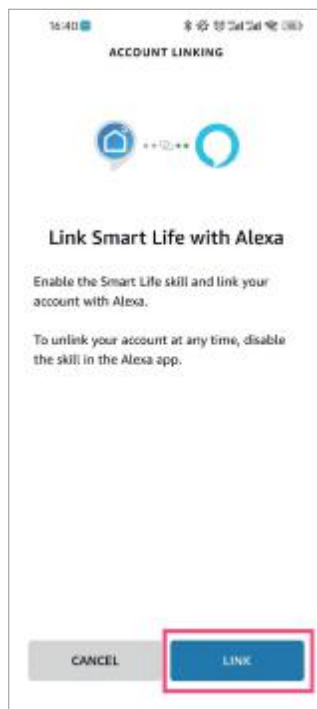 16:40
ACCOUNT LINKING
Link Smart Life with Alexa
Enable the Smart Life skill and link your
account with Alexa.
To unlink your account at any time, disable
the skill in the Alexa app.
CANCEL
LINK